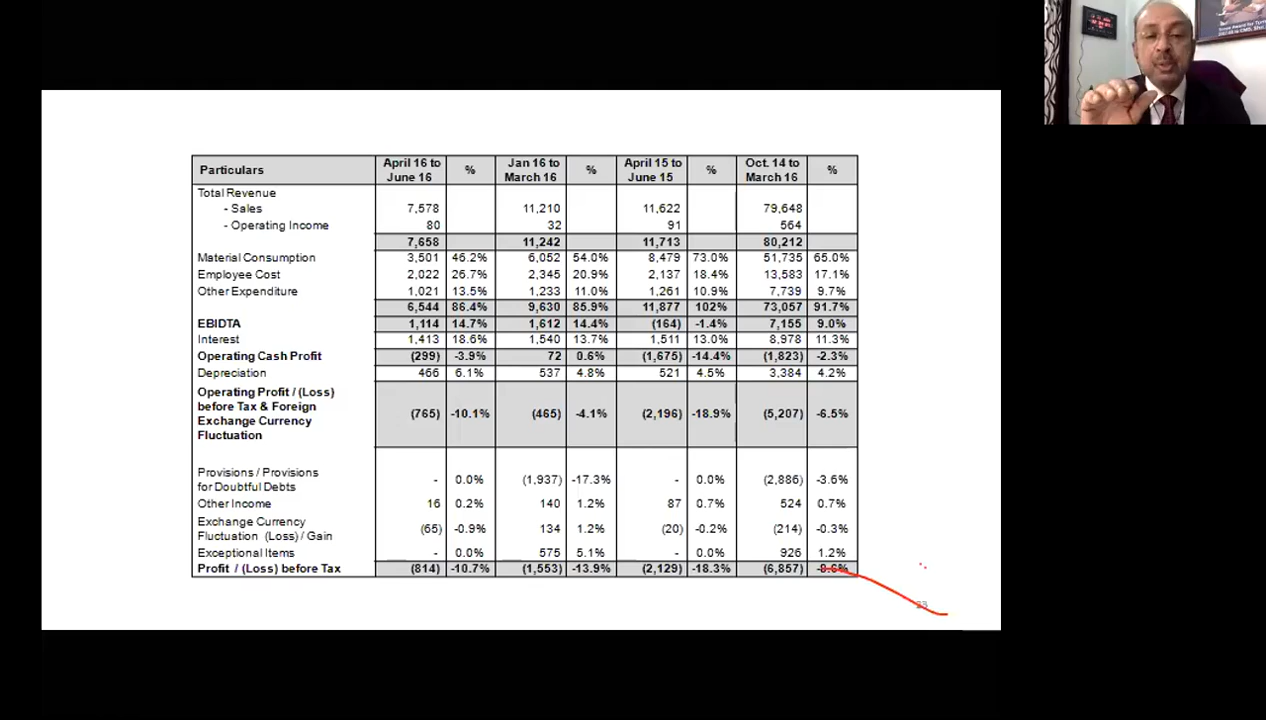 Particulars April 16 to June 16 % Jan 16 to March 16 % April 15 to June 15 % Oct. 14 to March 16 %
Total Revenue
- Sales 7,578 11,210 11,622 79,648
- Operating Income 80 32 91 564
7,658 11,242 11,713 80,212
Material Consumption 3,501 46.2% 6,052 54.0% 8,479 73.0% 51,735 65.0%
Employee Cost 2,022 26.7% 2,345 20.9% 2,137 18.4% 13,583 17.1%
Other Expenditure 1,021 13.5% 1,233 11.0% 1,261 10.9% 7,739 9.7%
6,544 86.4% 9,630 85.9% 11,877 102% 73,057 91.7%
EBIDTA 1,114 14.7% 1,612 14.4% (164) -1.4% 7,155 9.0%
Interest 1,413 18.6% 1,540 13.7% 1,511 13.0% 8,978 11.3%
Operating Cash Profit (299) -3.9% 72 0.6% (1,675) -14.4% (1,823) -2.3%
Depreciation 466 6.1% 537 4.8% 521 4.5% 3,384 4.2%
Operating Profit / (Loss)
before Tax & Foreign
Exchange Currency
Fluctuation (765) -10.1% (465) -4.1% (2,196) -18.9% (5,207) -6.5%
Provisions / Provisions
for Doubtful Debts - 0.0% (1,937) -17.3% - 0.0% (2,886) -3.6%
Other Income 16 0.2% 140 1.2% 87 0.7% 524 0.7%
Exchange Currency
Fluctuation (Loss) / Gain (65) -0.9% 134 1.2% (20) -0.2% (214) -0.3%
Exceptional Items - 0.0% 575 5.1% - 0.0% 926 1.2%
Profit / (Loss) before Tax (814) -10.7% (1,553) -13.9% (2,129) -18.3% (6,857) -8.6%
23